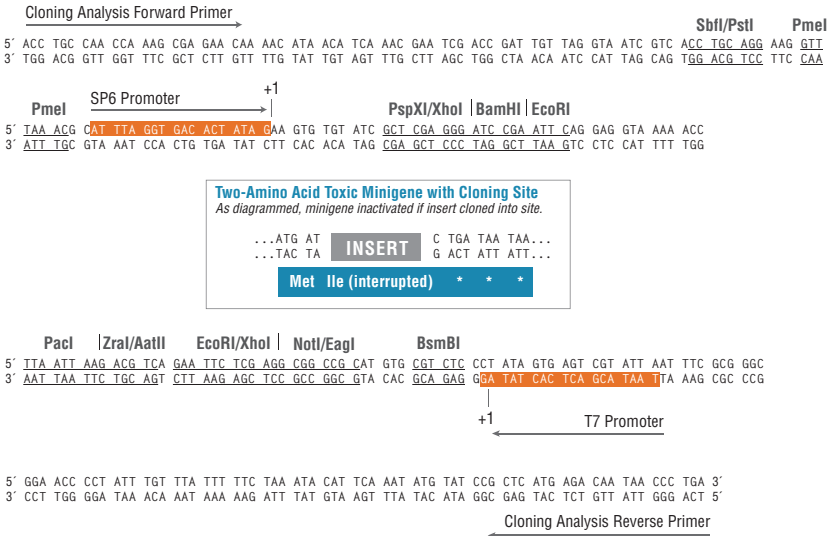 Cloning Analysis Forward Primer
SbfI/PstI PmeI
5′ ACC TGC CAA CCA AAG CGA GAA CAA AAC ATA ACA TCA AAC GAA TCG ACC GAT TGT TAG GTA ATC GTC ACC TGC AGG AAG GTT
3′ TGG ACG GTT GGT TTC GCT CTT GTT TTG TAT TGT AGT TTG CTT AGC TGG CTA ACA ATC CAT TAG CAG TGG ACG TCC TTC CAA
+1
SP6 Promoter
PmeI PspXI/XhoI BamHI EcoRI
5′ TAA ACG CAT TTA GGT GAC ACT ATA GAA GTG TGT ATC GCT CGA GGG ATC CGA ATT CAG GAG GTA AAA ACC
3′ ATT TGC GTA AAT CCA CTG TGA TAT CTT CAC ACA TAG CGA GCT CCC TAG GCT TAA GTC CTC CAT TTT TGG
Two-Amino Acid Toxic Minigene with Cloning Site
As diagrammed, minigene inactivated if insert cloned into site.
...ATG AT INSERT C TGA TAA TAA...
...TAC TA G ACT ATT ATT...
Met Ile (interrupted) * * *
PacI ZraI/AatII EcoRI/XhoI NotI/EagI BsmBI
5′ TTA ATT AAG ACG TCA GAA TTC TCG AGG CGG CCG CAT GTG CGT CTC CCT ATA GTG AGT CGT ATT AAT TTC GCG GGC
3′ AAT TAA TTC TGC AGT CTT AAG AGC TCC GCC GGC GTA CAC GCA GAG GGA TAT CAC TCA GCA TAA TTA AAG CGC CCG
+1 T7 Promoter
5′ GGA ACC CCT ATT TGT TTA TTT TTC TAA ATA CAT TCA AAT ATG TAT CCG CTC ATG AGA CAA TAA CCC TGA 3′
3′ CCT TGG GGA TAA ACA AAT AAA AAG ATT TAT GTA AGT TTA TAC ATA GGC GAG TAC TCT GTT ATT GGG ACT 5′
Cloning Analysis Reverse Primer